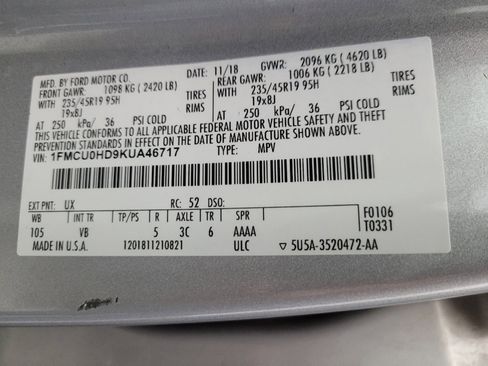 MFD. BY FORD MOTOR CO.
DATE: 11/18 GVWR: 2096 KG ( 4620 LB)
FRONT GAWR: 1098 KG ( 2420 LB) REAR GAWR: 1006 KG ( 2218 LB)
WITH 235/45R19 95H TIRES WITH 235/45R19 95H TIRES
19x8J RIMS 19x8J RIMS
AT 250 kPa/ 36 PSI COLD AT 250 kPa/ 36 PSI COLD
THIS VEHICLE CONFORMS TO ALL APPLICABLE FEDERAL MOTOR VEHICLE SAFETY AND THEFT
PREVENTION STANDARDS IN EFFECT ON THE DATE OF MANUFACTURE SHOWN ABOVE.
VIN: 1FMCU0HD9KUA46717 TYPE: MPV
EXT PNT: UX RC: 52 DSO:
WB INT TR TP/PS R AXLE TR SPR
105 VB 5 3C 6 AAAA
F0106
T0331
MADE IN U.S.A. 1201811210821 ULC ▽ 5U5A-3520472-AA